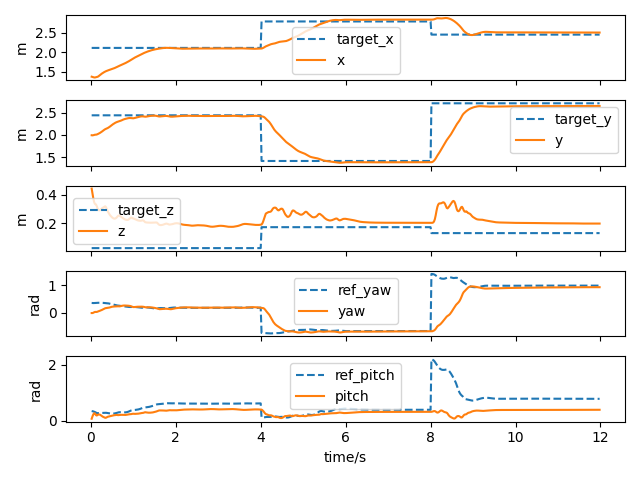 2.5
2.0
1.5
m
target_x
x
2.5
2.0
1.5
m
target_y
y
0.4
0.2
m
target_z
z
1
0
rad
ref_yaw
yaw
2
0
rad
ref_pitch
pitch
0 2 4 6 8 10 12
time/s